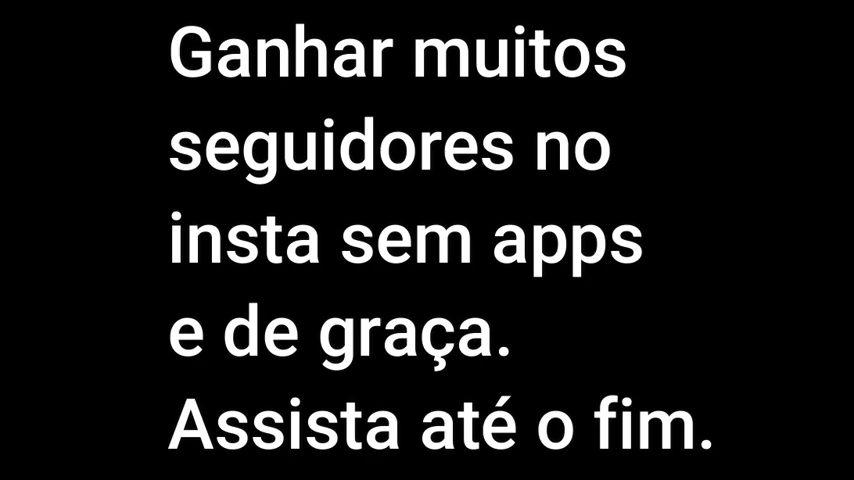 Ganhar muitos
seguidores no
insta sem apps
e de graça.
Assista até o fim.